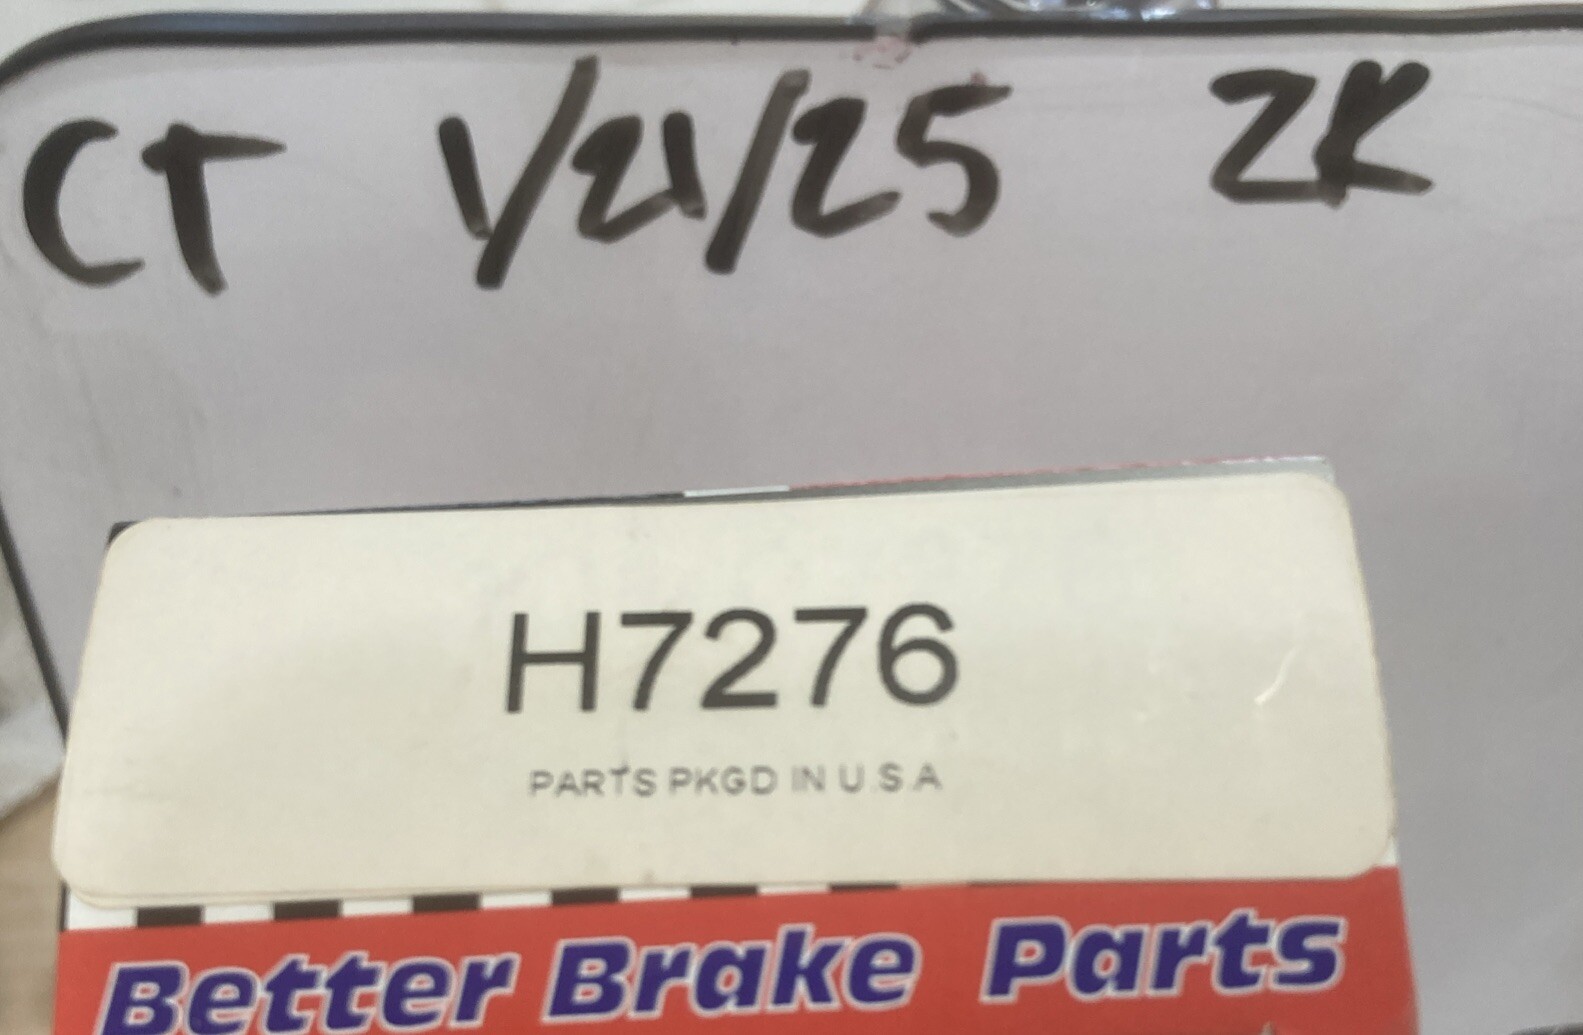 CT 1/21/25 ZK
H7276
PARTS PKGD IN U.S.A
Better Brake Parts